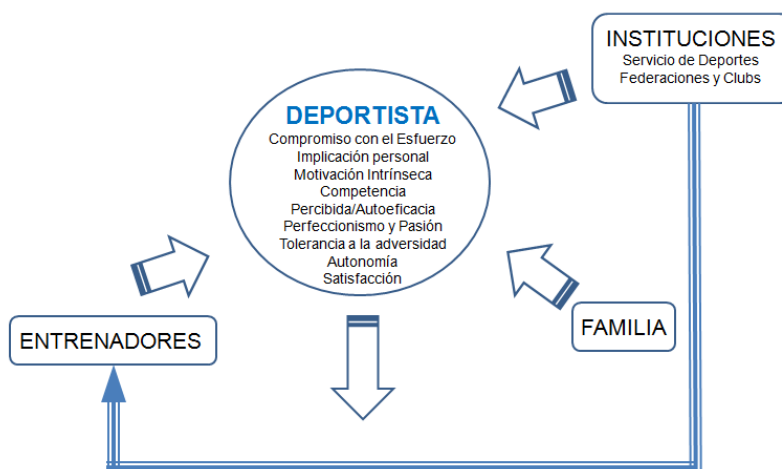 INSTITUCIONES
Servicio de Deportes
Federaciones y Clubs
DEPORTISTA
Compromiso con el Esfuerzo
Implicación personal
Motivación Intrínseca
Competencia
Percibida/Autoeficacia
Perfeccionismo y Pasión
Tolerancia a la adversidad
Autonomía
Satisfacción
ENTRENADORES
FAMILIA